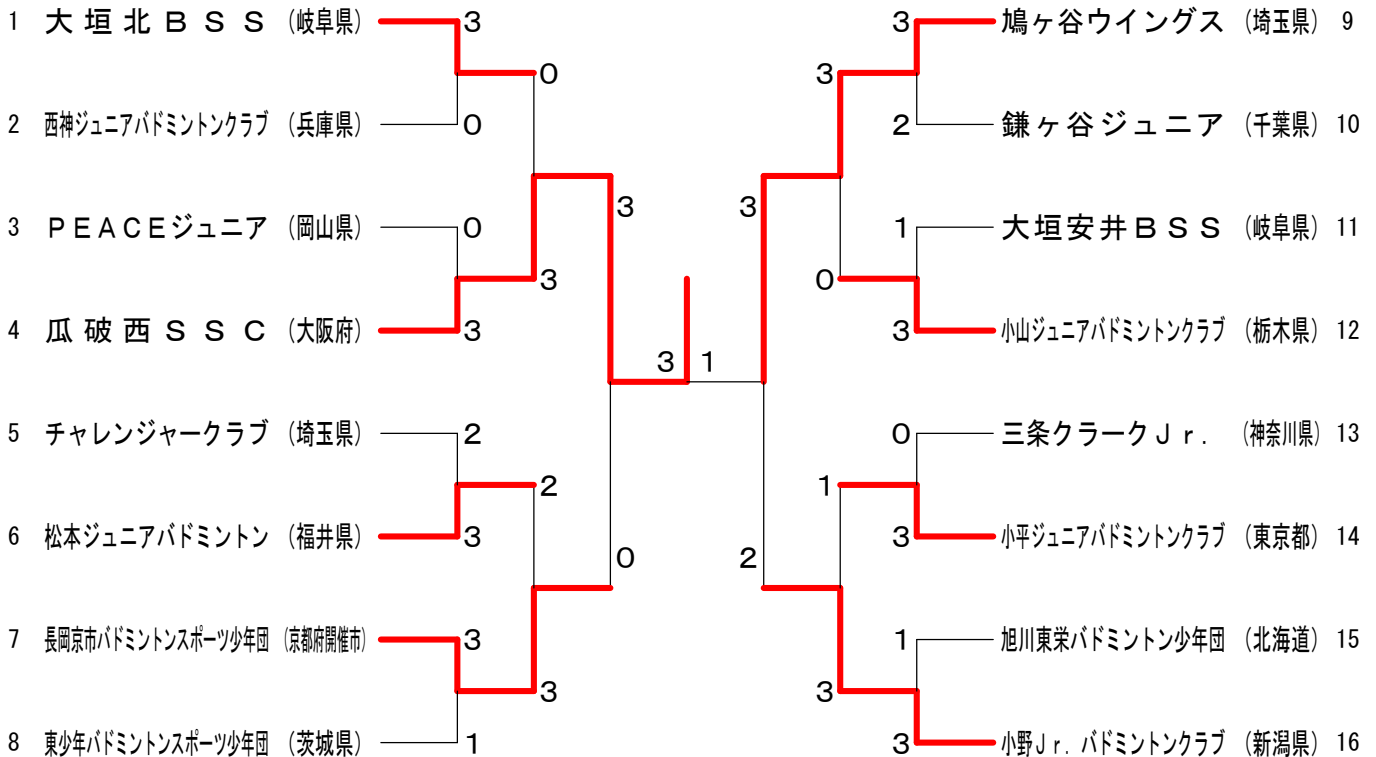 1 大垣北BSS (岐阜県) 3
0
2 西神ジュニアバドミントンクラブ (兵庫県) 0
3
3 PEACEジュニア (岡山県) 0
3
4 瓜破西SSC (大阪府) 3
3
5 チャレンジャークラブ (埼玉県) 2
2
6 松本ジュニアバドミントン (福井県) 3
0
7 長岡京市バドミントンスポーツ少年団 (京都府開催市) 3
3
8 東少年バドミントンスポーツ少年団 (茨城県) 1
3 鳩ヶ谷ウイングス (埼玉県) 9
3
2 鎌ヶ谷ジュニア (千葉県) 10
3
1 大垣安井BSS (岐阜県) 11
0
3 小山ジュニアバドミントンクラブ (栃木県) 12
1
0 三条クラークJr. (神奈川県) 13
1
3 小平ジュニアバドミントンクラブ (東京都) 14
2
1 旭川東栄バドミントン少年団 (北海道) 15
3
3 小野Jr.バドミントンクラブ (新潟県) 16